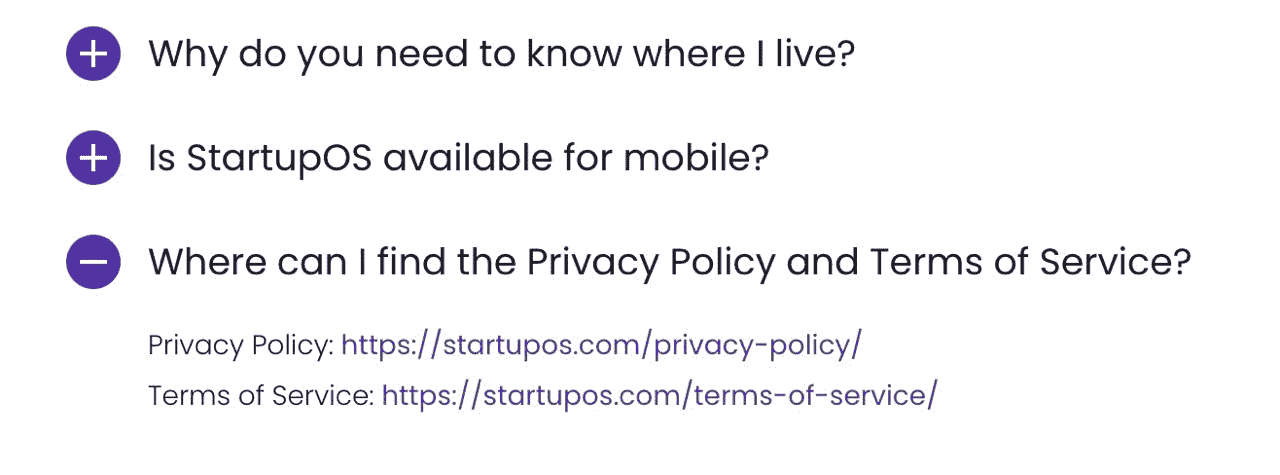 Why do you need to know where I live?
Is StartupOS available for mobile?
Where can I find the Privacy Policy and Terms of Service?
Privacy Policy: https://startupos.com/privacy-policy/
Terms of Service: https://startupos.com/terms-of-service/